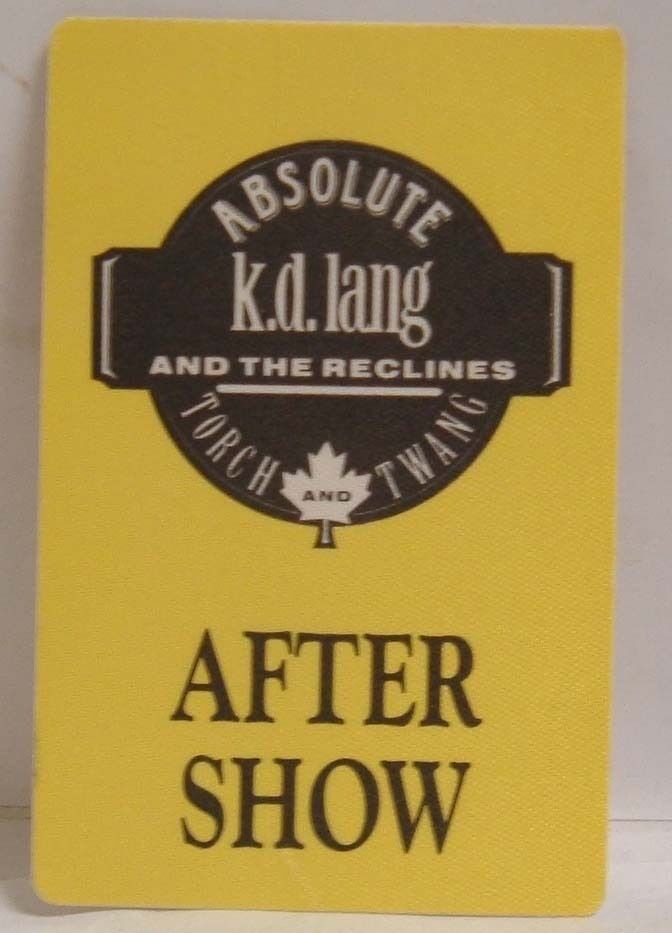 ABSOLUTE
k.d. lang
AND THE RECLINES
TORCH AND TWANG
AFTER
SHOW